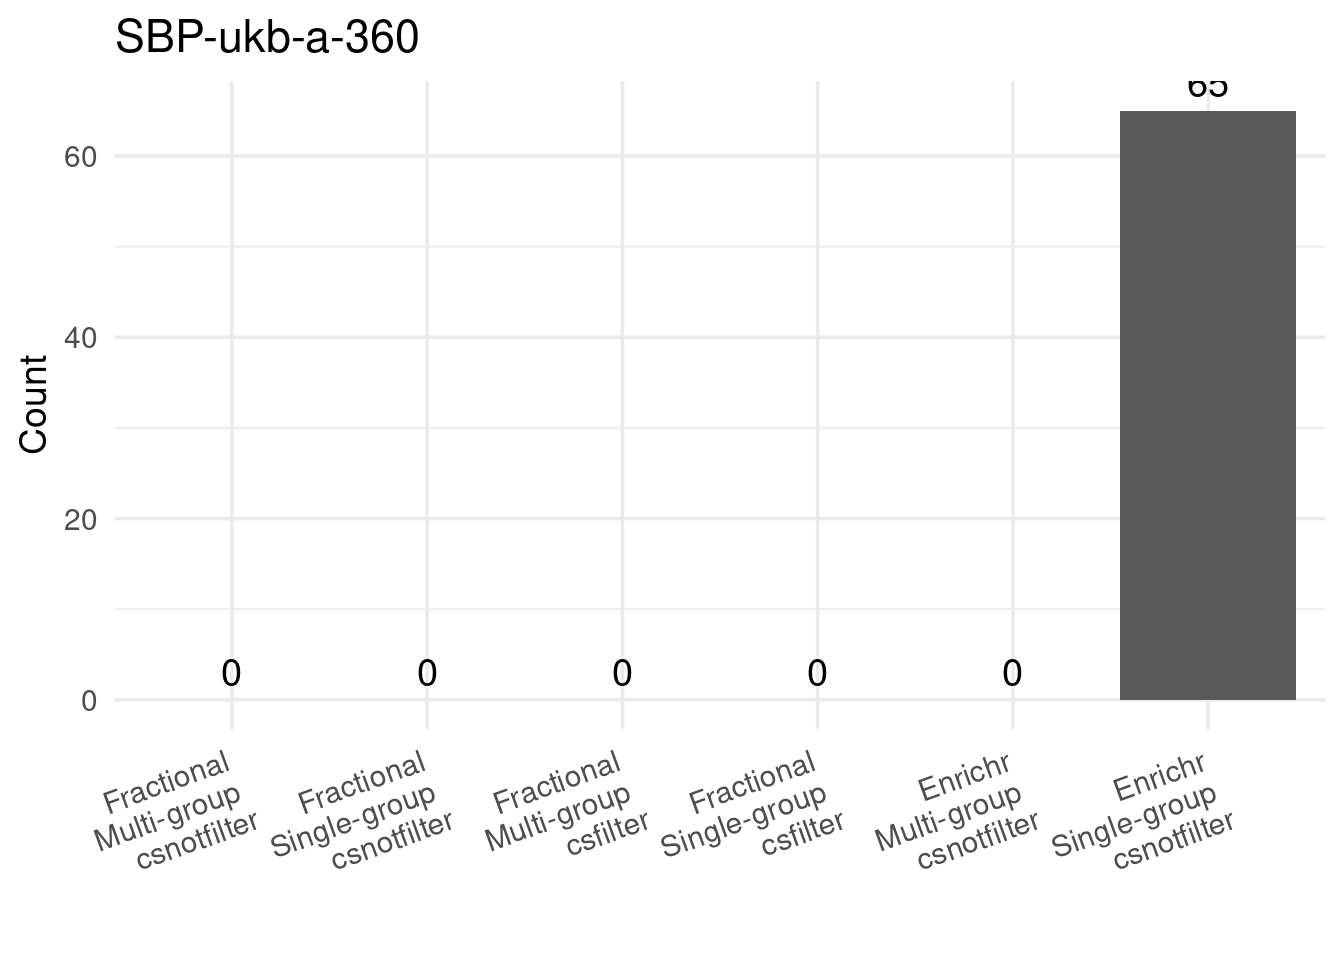 SBP-ukb-a-360
65
60
40
20
0
Count
0 0 0 0 0
Fractional
Multi-group
csnotfilter
Fractional
Single-group
csnotfilter
Fractional
Multi-group
csfilter
Fractional
Single-group
csfilter
Enrichr
Multi-group
csnotfilter
Enrichr
Single-group
csnotfilter